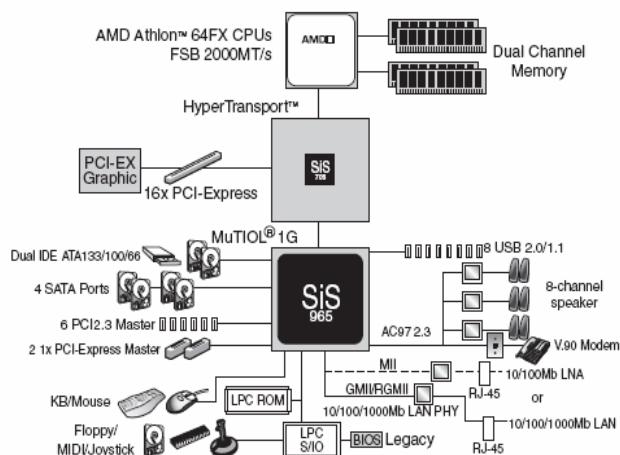 AMD Athlon™ 64FX CPUs
FSB 2000MT/s
AMD
Dual Channel
Memory
HyperTransport™
PCI-EX
Graphic
16x PCI-Express
SiS
MuTIOL® 1G
Dual IDE ATA133/100/66
8 USB 2.0/1.1
4 SATA Ports
SiS
965
8-channel
speaker
6 PCI2.3 Master
AC97 2.3
2 1x PCI-Express Master
V.90 Modem
MII
10/100Mb LNA
KB/Mouse
LPC ROM
GMII/RGMII
RJ-45
or
10/100/1000Mb LAN PHY
10/100/1000Mb LAN
Floppy/
MIDI/Joystick
LPC
S/IO
BIOS Legacy
RJ-45